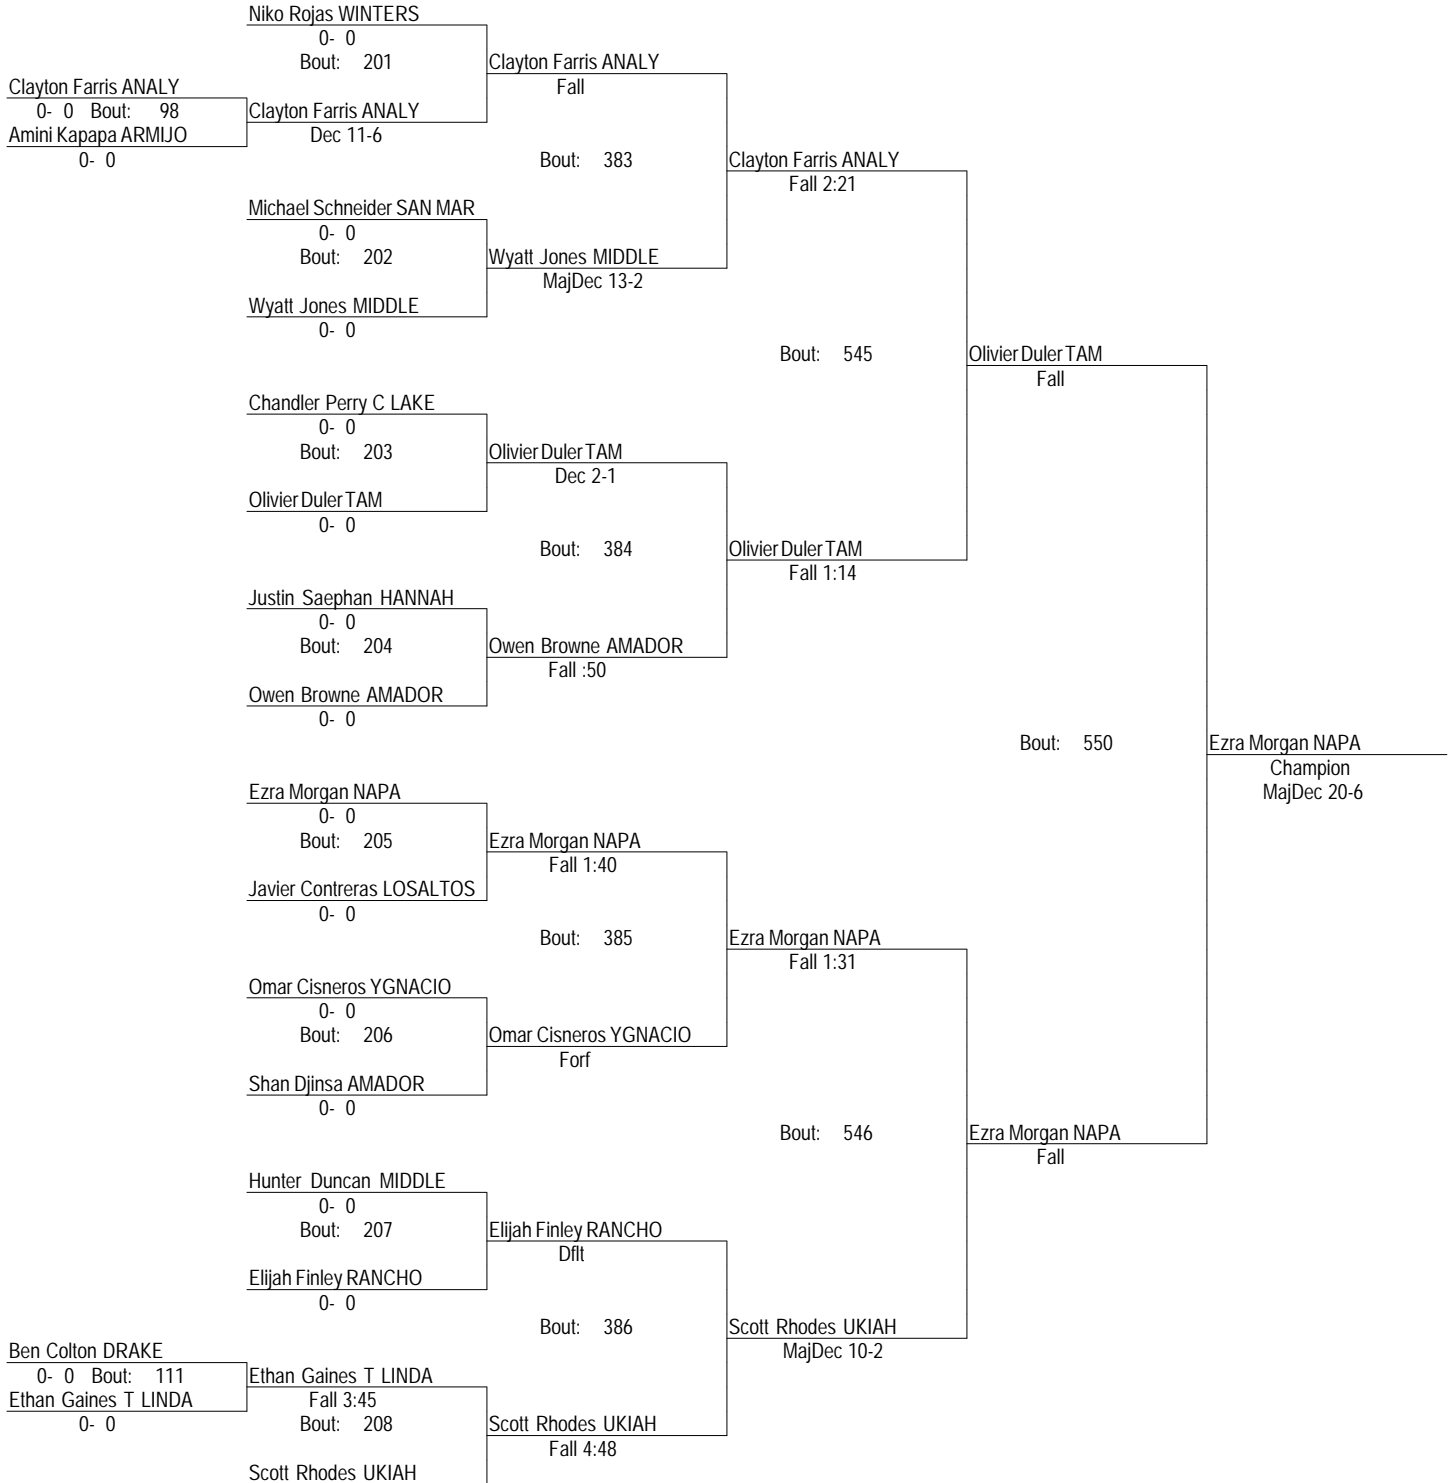 Niko Rojas WINTERS
0- 0
Bout: 201
Clayton Farris ANALY
Fall
Clayton Farris ANALY
0- 0 Bout: 98
Clayton Farris ANALY
Amini Kapapa ARMIJO
Dec 11-6
0- 0
Bout: 383
Clayton Farris ANALY
Fall 2:21
Michael Schneider SAN MAR
0- 0
Bout: 202
Wyatt Jones MIDDLE
MajDec 13-2
Wyatt Jones MIDDLE
0- 0
Bout: 545
Olivier Duler TAM
Fall
Chandler Perry C LAKE
0- 0
Bout: 203
Olivier Duler TAM
Dec 2-1
Olivier Duler TAM
0- 0
Bout: 384
Olivier Duler TAM
Fall 1:14
Justin Saephan HANNAH
0- 0
Bout: 204
Owen Browne AMADOR
Fall :50
Owen Browne AMADOR
0- 0
Bout: 550
Ezra Morgan NAPA
Champion
MajDec 20-6
Ezra Morgan NAPA
0- 0
Bout: 205
Ezra Morgan NAPA
Fall 1:40
Javier Contreras LOSALTOS
0- 0
Bout: 385
Ezra Morgan NAPA
Fall 1:31
Omar Cisneros YGNACIO
0- 0
Bout: 206
Omar Cisneros YGNACIO
Forf
Shan Djinsa AMADOR
0- 0
Bout: 546
Ezra Morgan NAPA
Fall
Hunter Duncan MIDDLE
0- 0
Bout: 207
Elijah Finley RANCHO
Dflt
Elijah Finley RANCHO
0- 0
Bout: 386
Scott Rhodes UKIAH
MajDec 10-2
Ben Colton DRAKE
0- 0 Bout: 111
Ethan Gaines T LINDA
Ethan Gaines T LINDA
Fall 3:45
0- 0
Bout: 208
Scott Rhodes UKIAH
Fall 4:48
Scott Rhodes UKIAH